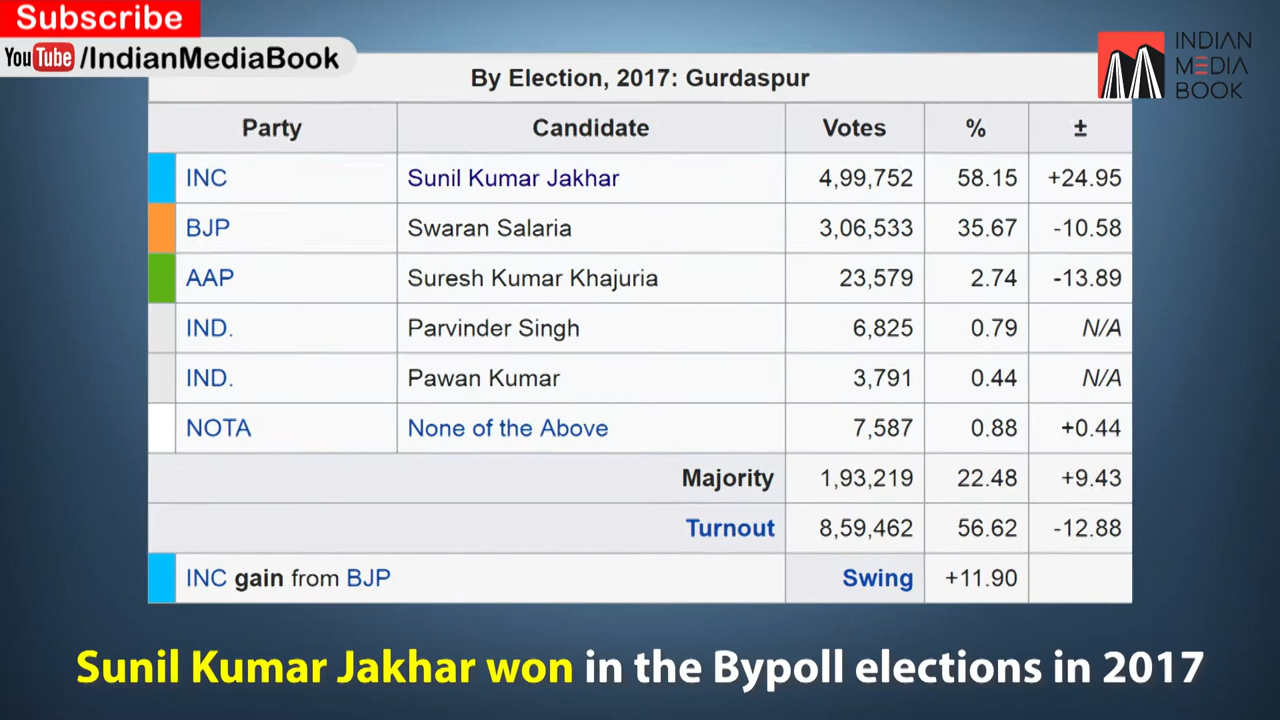 Subscribe
YouTube /IndianMediaBook
INDIAN
MEDIA
BOOK
By Election, 2017: Gurdaspur
Party Candidate Votes % ±
INC Sunil Kumar Jakhar 4,99,752 58.15 +24.95
BJP Swaran Salaria 3,06,533 35.67 -10.58
AAP Suresh Kumar Khajuria 23,579 2.74 -13.89
IND. Parvinder Singh 6,825 0.79 N/A
IND. Pawan Kumar 3,791 0.44 N/A
NOTA None of the Above 7,587 0.88 +0.44
Majority 1,93,219 22.48 +9.43
Turnout 8,59,462 56.62 -12.88
INC gain from BJP Swing +11.90
Sunil Kumar Jakhar won in the Bypoll elections in 2017